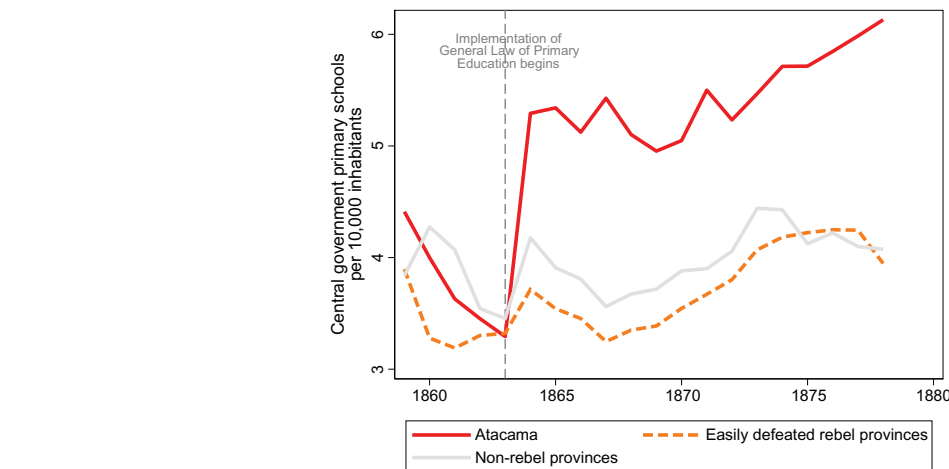 Implementation of
General Law of Primary
Education begins
Central government primary schools
per 10,000 inhabitants
6
5
4
3
1860 1865 1870 1875 1880
Atacama
Easily defeated rebel provinces
Non-rebel provinces